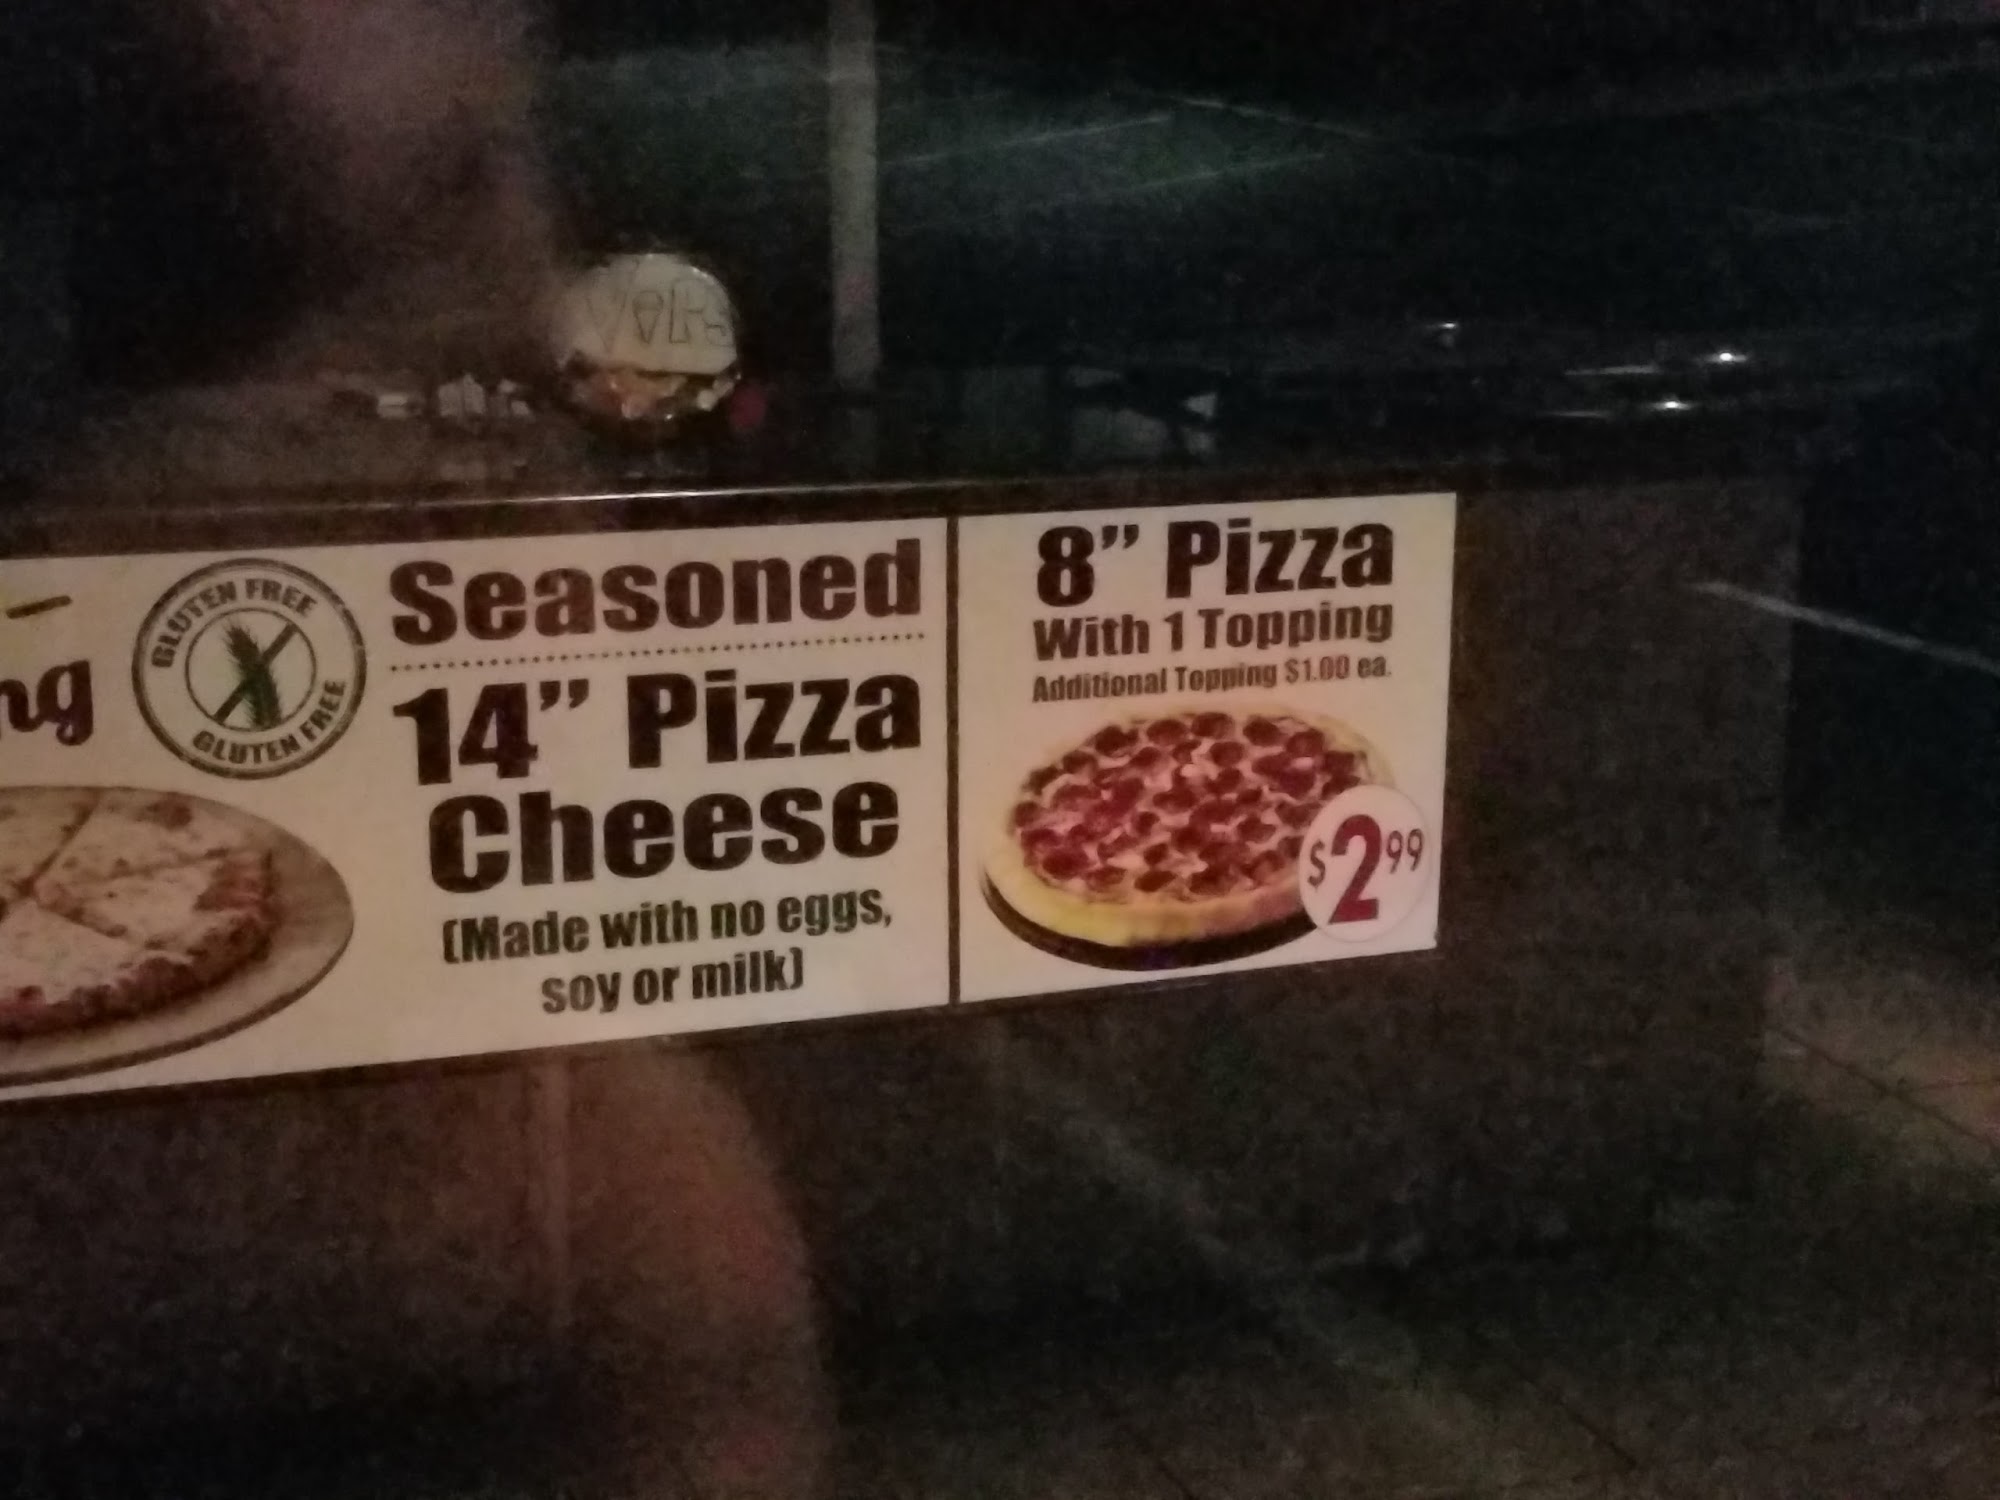 GLUTEN FREE
GLUTEN FREE
Seasoned
14” Pizza
Cheese
(Made with no eggs,
soy or milk)
8” Pizza
With 1 Topping
Additional Topping $1.00 ea.
$2.99